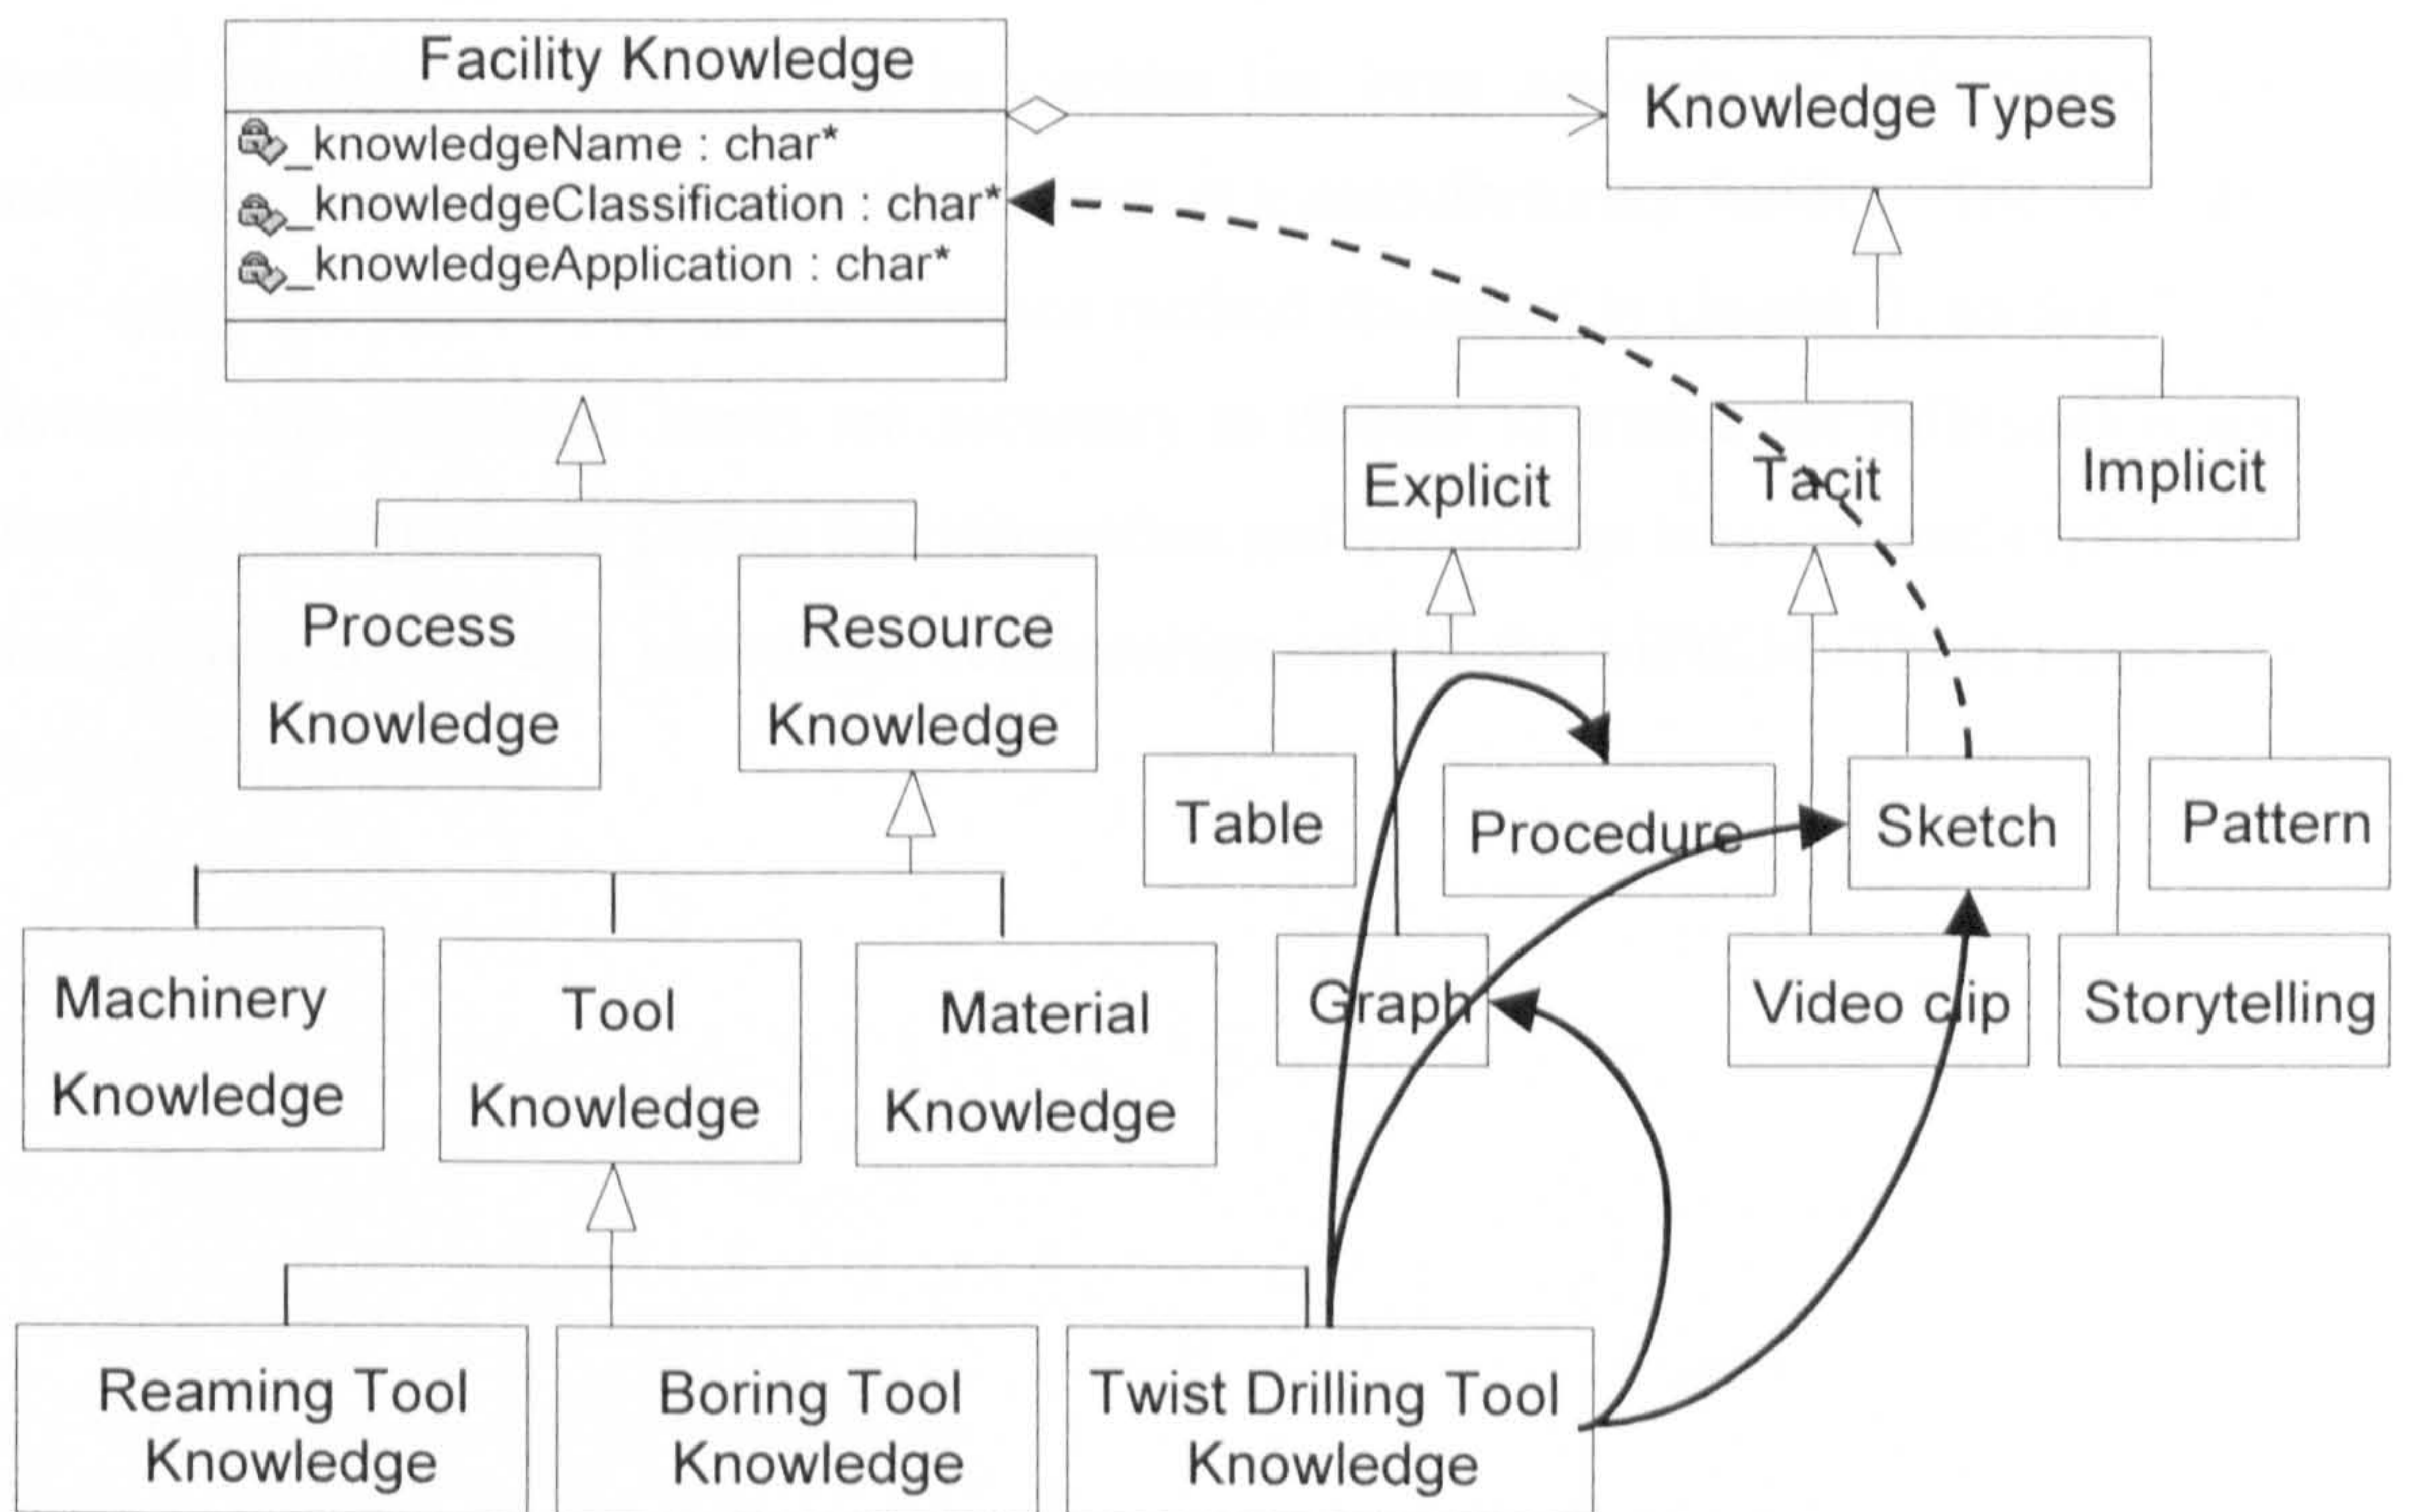 Facility Knowledge
_knowledgeName : char*
_knowledgeClassification : char*
_knowledgeApplication : char*
Knowledge Types
Explicit
Tacit
Implicit
Process
Knowledge
Resource
Knowledge
Table
Procedure
Sketch
Pattern
Graph
Video clip
Storytelling
Machinery
Knowledge
Tool
Knowledge
Material
Knowledge
Reaming Tool
Knowledge
Boring Tool
Knowledge
Twist Drilling Tool
Knowledge